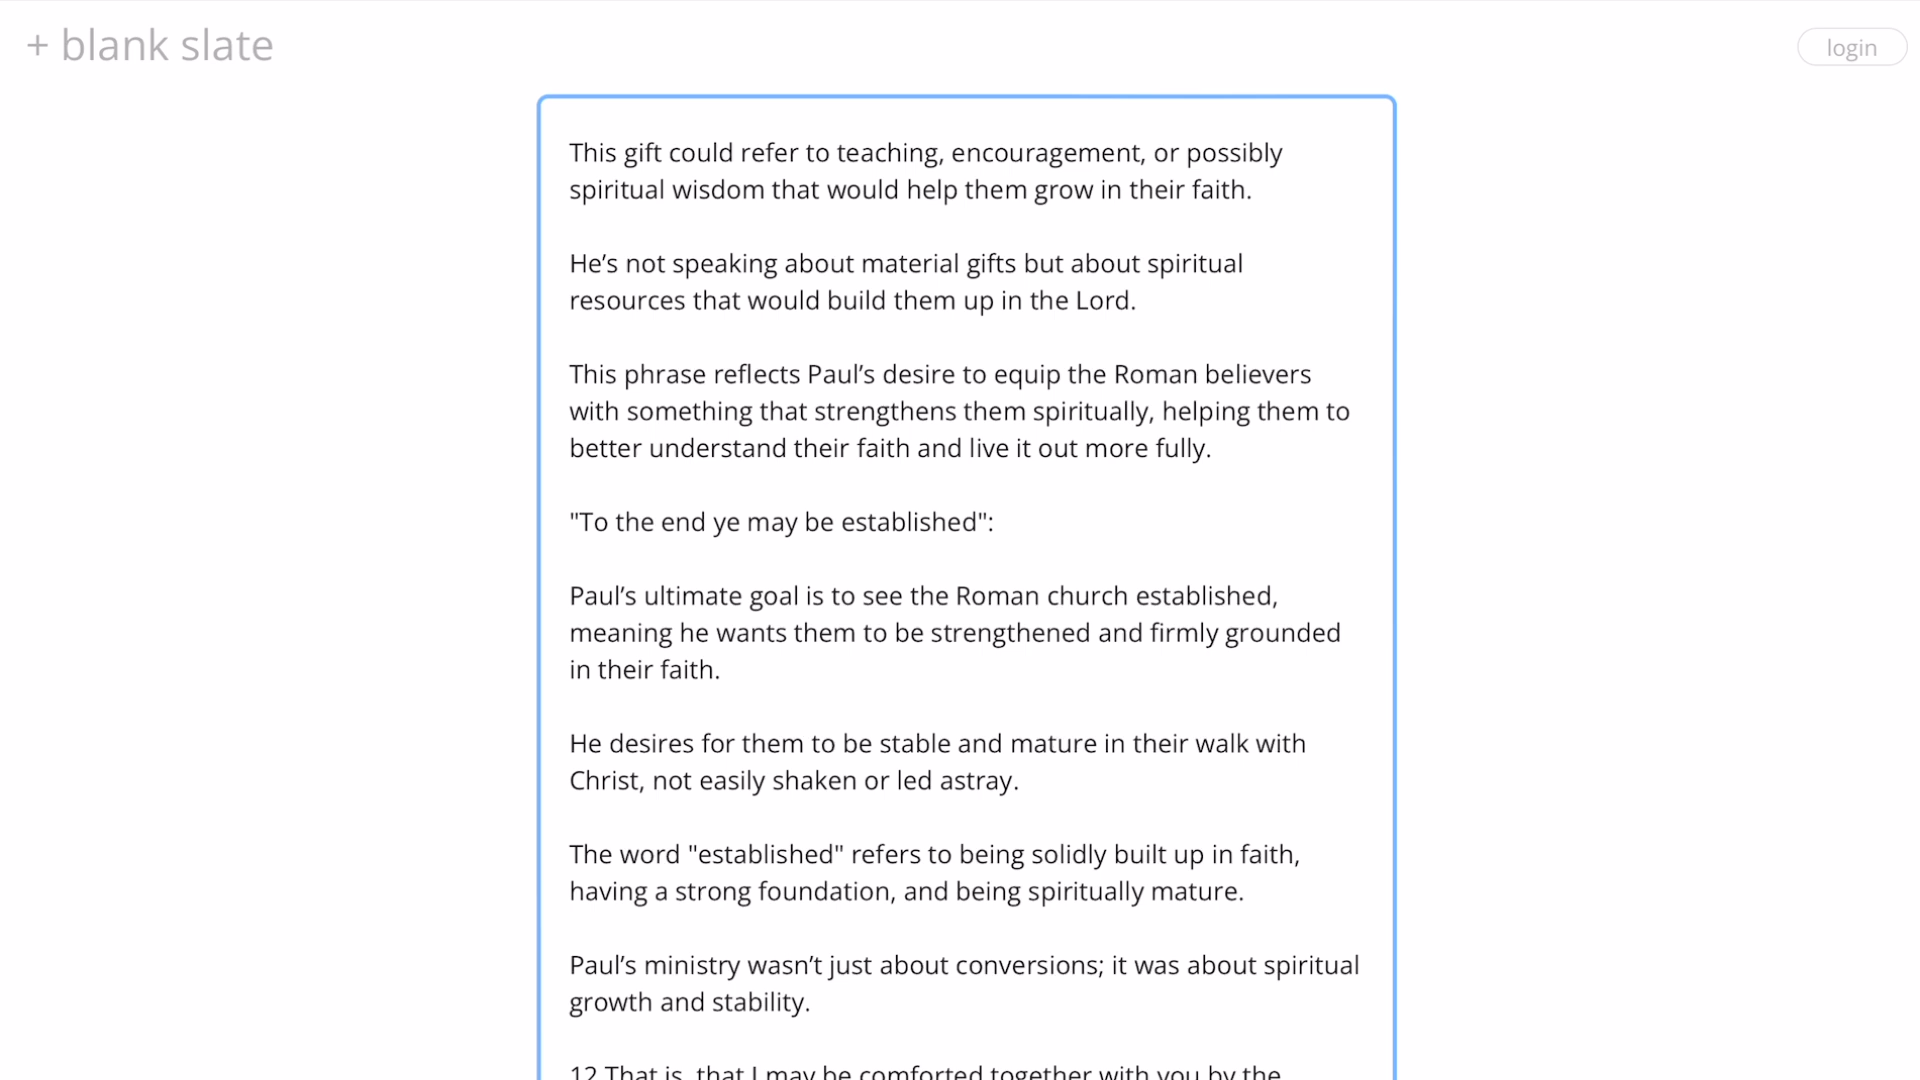 + blank slate
login
This gift could refer to teaching, encouragement, or possibly
spiritual wisdom that would help them grow in their faith.
He’s not speaking about material gifts but about spiritual
resources that would build them up in the Lord.
This phrase reflects Paul’s desire to equip the Roman believers
with something that strengthens them spiritually, helping them to
better understand their faith and live it out more fully.
"To the end ye may be established":
Paul’s ultimate goal is to see the Roman church established,
meaning he wants them to be strengthened and firmly grounded
in their faith.
He desires for them to be stable and mature in their walk with
Christ, not easily shaken or led astray.
The word "established" refers to being solidly built up in faith,
having a strong foundation, and being spiritually mature.
Paul’s ministry wasn’t just about conversions; it was about spiritual
growth and stability.
12 That is, that I may be comforted together with you by the